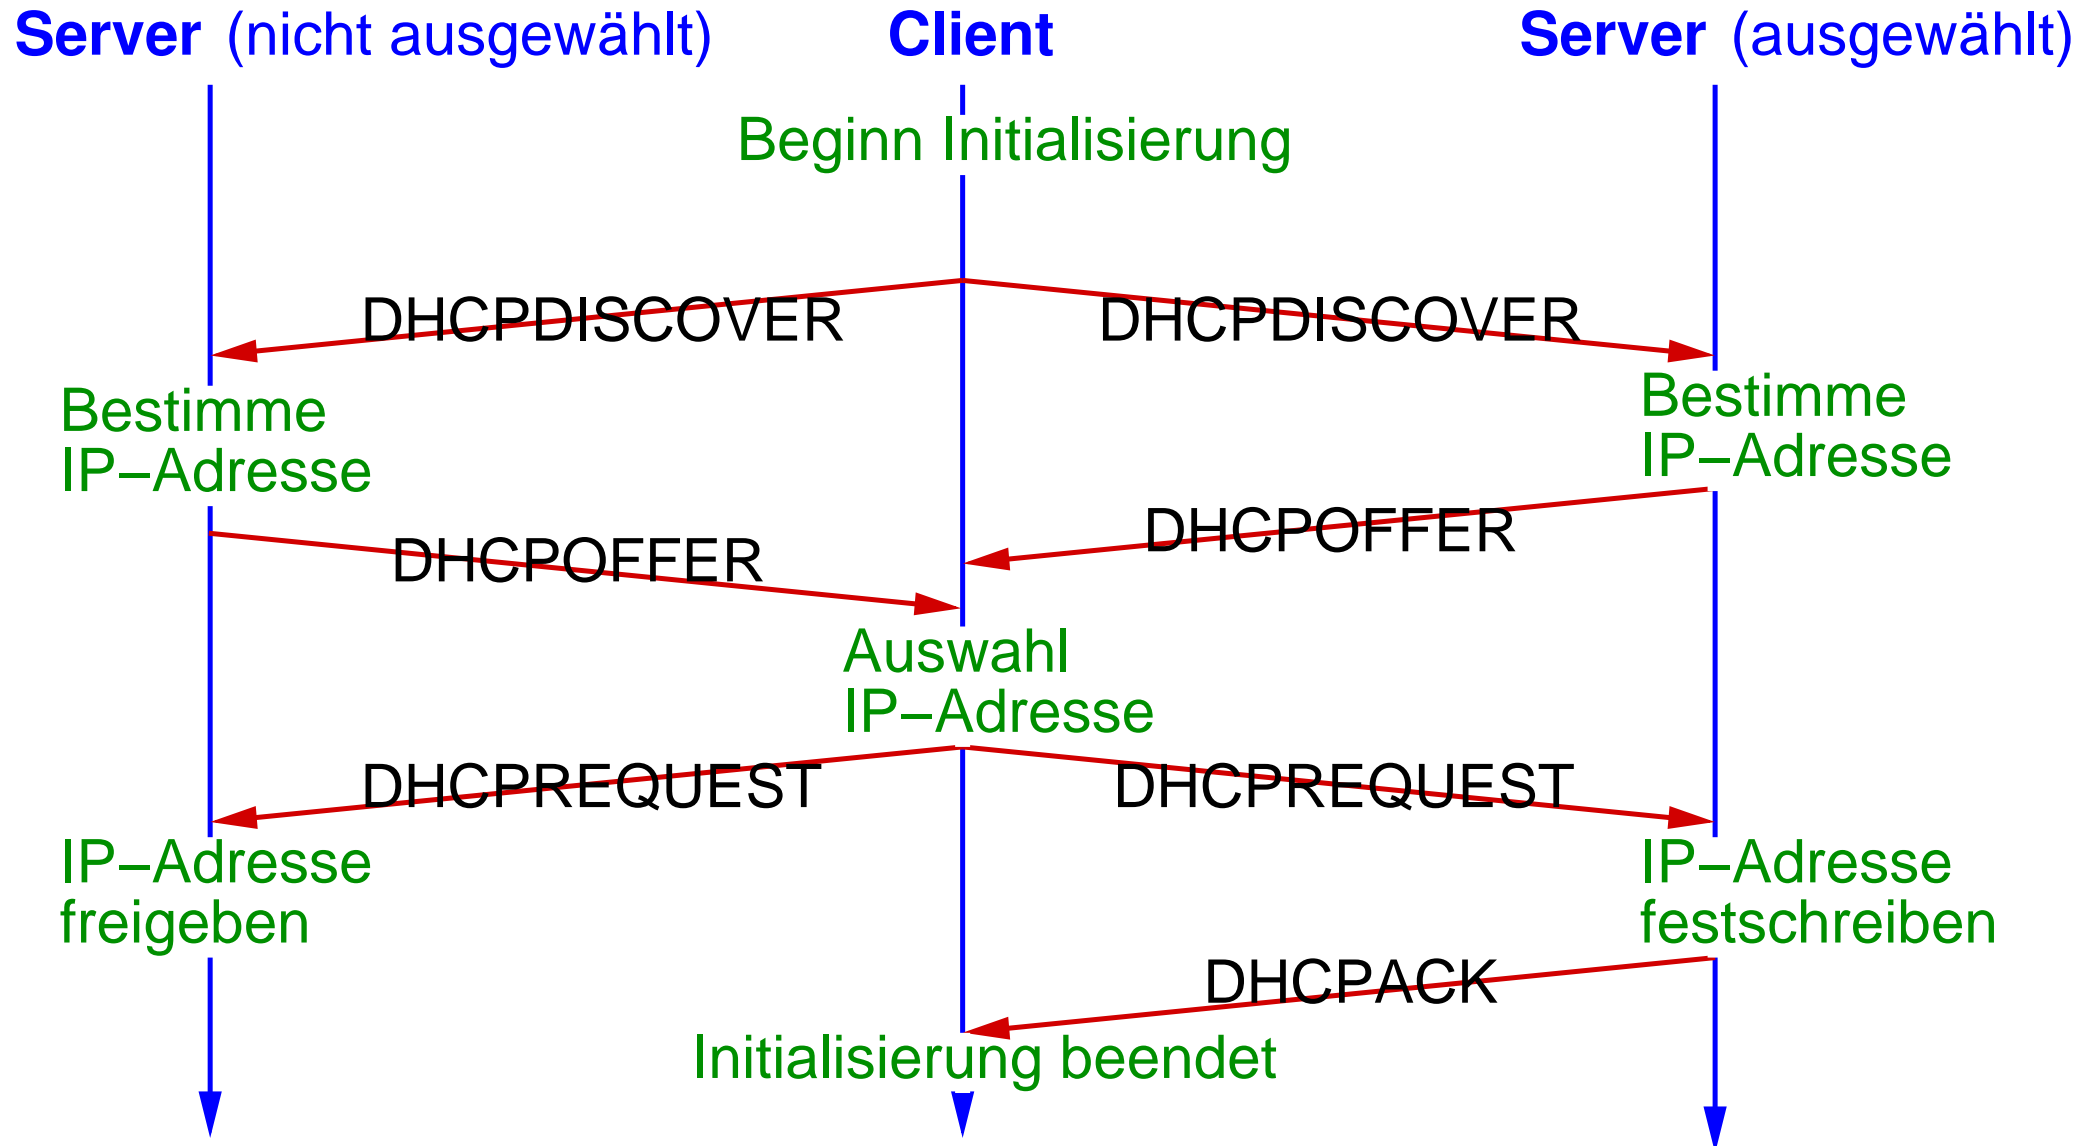 Server (nicht ausgewählt)
Client
Server (ausgewählt)
Beginn Initialisierung
DHCPDISCOVER
DHCPDISCOVER
Bestimme
IP–Adresse
Bestimme
IP–Adresse
DHCPOFFER
DHCPOFFER
Auswahl
IP–Adresse
DHCPREQUEST
DHCPREQUEST
IP–Adresse
freigeben
IP–Adresse
festschreiben
DHCPACK
Initialisierung beendet